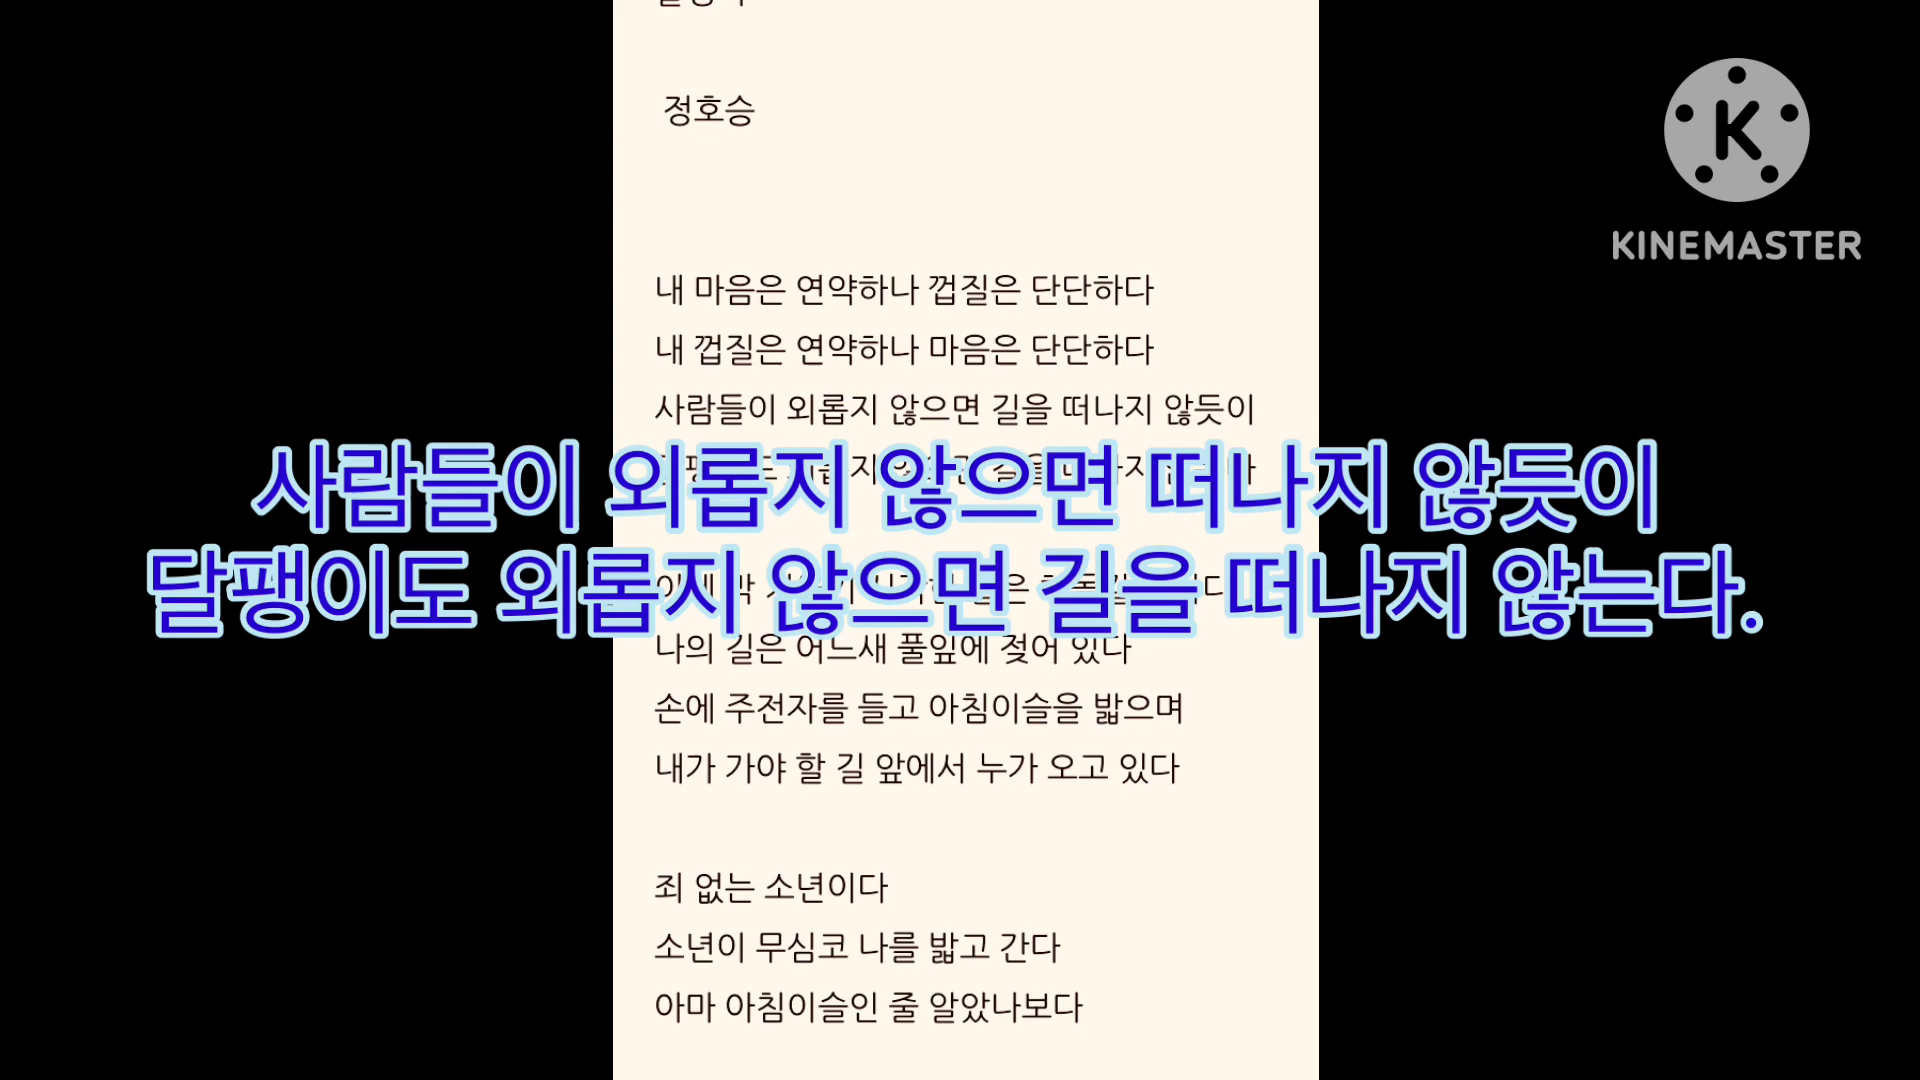 정호승
내 마음은 연약하나 껍질은 단단하다
내 껍질은 연약하나 마음은 단단하다
사람들이 외롭지 않으면 길을 떠나지 않듯이
사람들이 외롭지 않으면 떠나지 않듯이
달팽이도 외롭지 않으면 길을 떠나지 않는다.
나의 길은 어느새 풀잎에 젖어 있다
손에 주전자를 들고 아침이슬을 밟으며
내가 가야 할 길 앞에서 누가 오고 있다
죄 없는 소년이다
소년이 무심코 나를 밟고 간다
아마 아침이슬인 줄 알았나보다
K
KINEMASTER